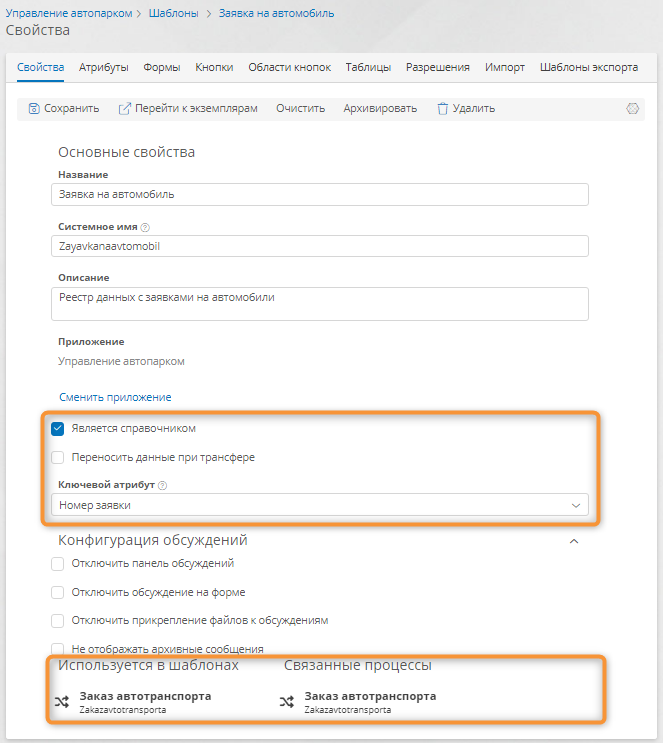 Управление автопарком > Шаблоны > Заявка на автомобиль
Свойства
Свойства Атрибуты Формы Кнопки Области кнопок Таблицы Разрешения Импорт Шаблоны экспорта
Сохранить Перейти к экземплярам Очистить Архивировать Удалить
Основные свойства
Название
Заявка на автомобиль
Системное имя ?
Zayavkanaavtomobil
Описание
Реестр данных с заявками на автомобили
Приложение
Управление автопарком
Сменить приложение
Является справочником
Переносить данные при трансфере
Ключевой атрибут ?
Номер заявки
Конфигурация обсуждений
Отключить панель обсуждений
Отключить обсуждение на форме
Отключить прикрепление файлов к обсуждениям
Не отображать архивные сообщения
Используется в шаблонах Связанные процессы
Заказ автотранспорта Заказ автотранспорта
Zakazavtotransporta Zakazavtotransporta